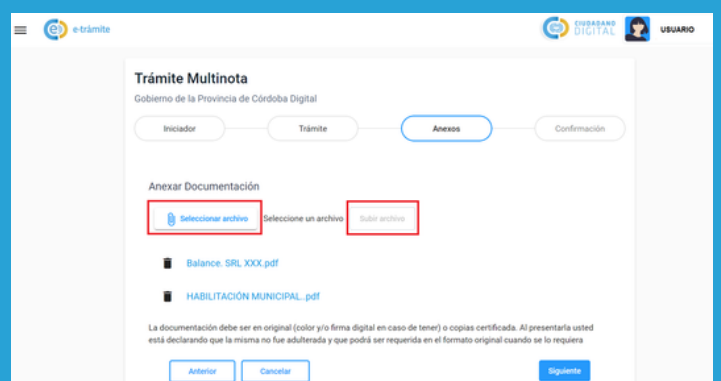 e-trámite
CIUDADANO
DIGITAL
USUARIO
Trámite Multinota
Gobierno de la Provincia de Córdoba Digital
Iniciador
Trámite
Anexos
Confirmación
Anexar Documentación
Seleccionar archivo
Seleccione un archivo
Subir archivo
Balance. SRL XXX.pdf
HABILITACIÓN MUNICIPAL..pdf
La documentación debe ser en original (color y/o firma digital en caso de tener) o copias certificada. Al presentarla usted
está declarando que la misma no fue adulterada y que podrá ser requerida en el formato original cuando se lo requiera
Anterior
Cancelar
Siguiente